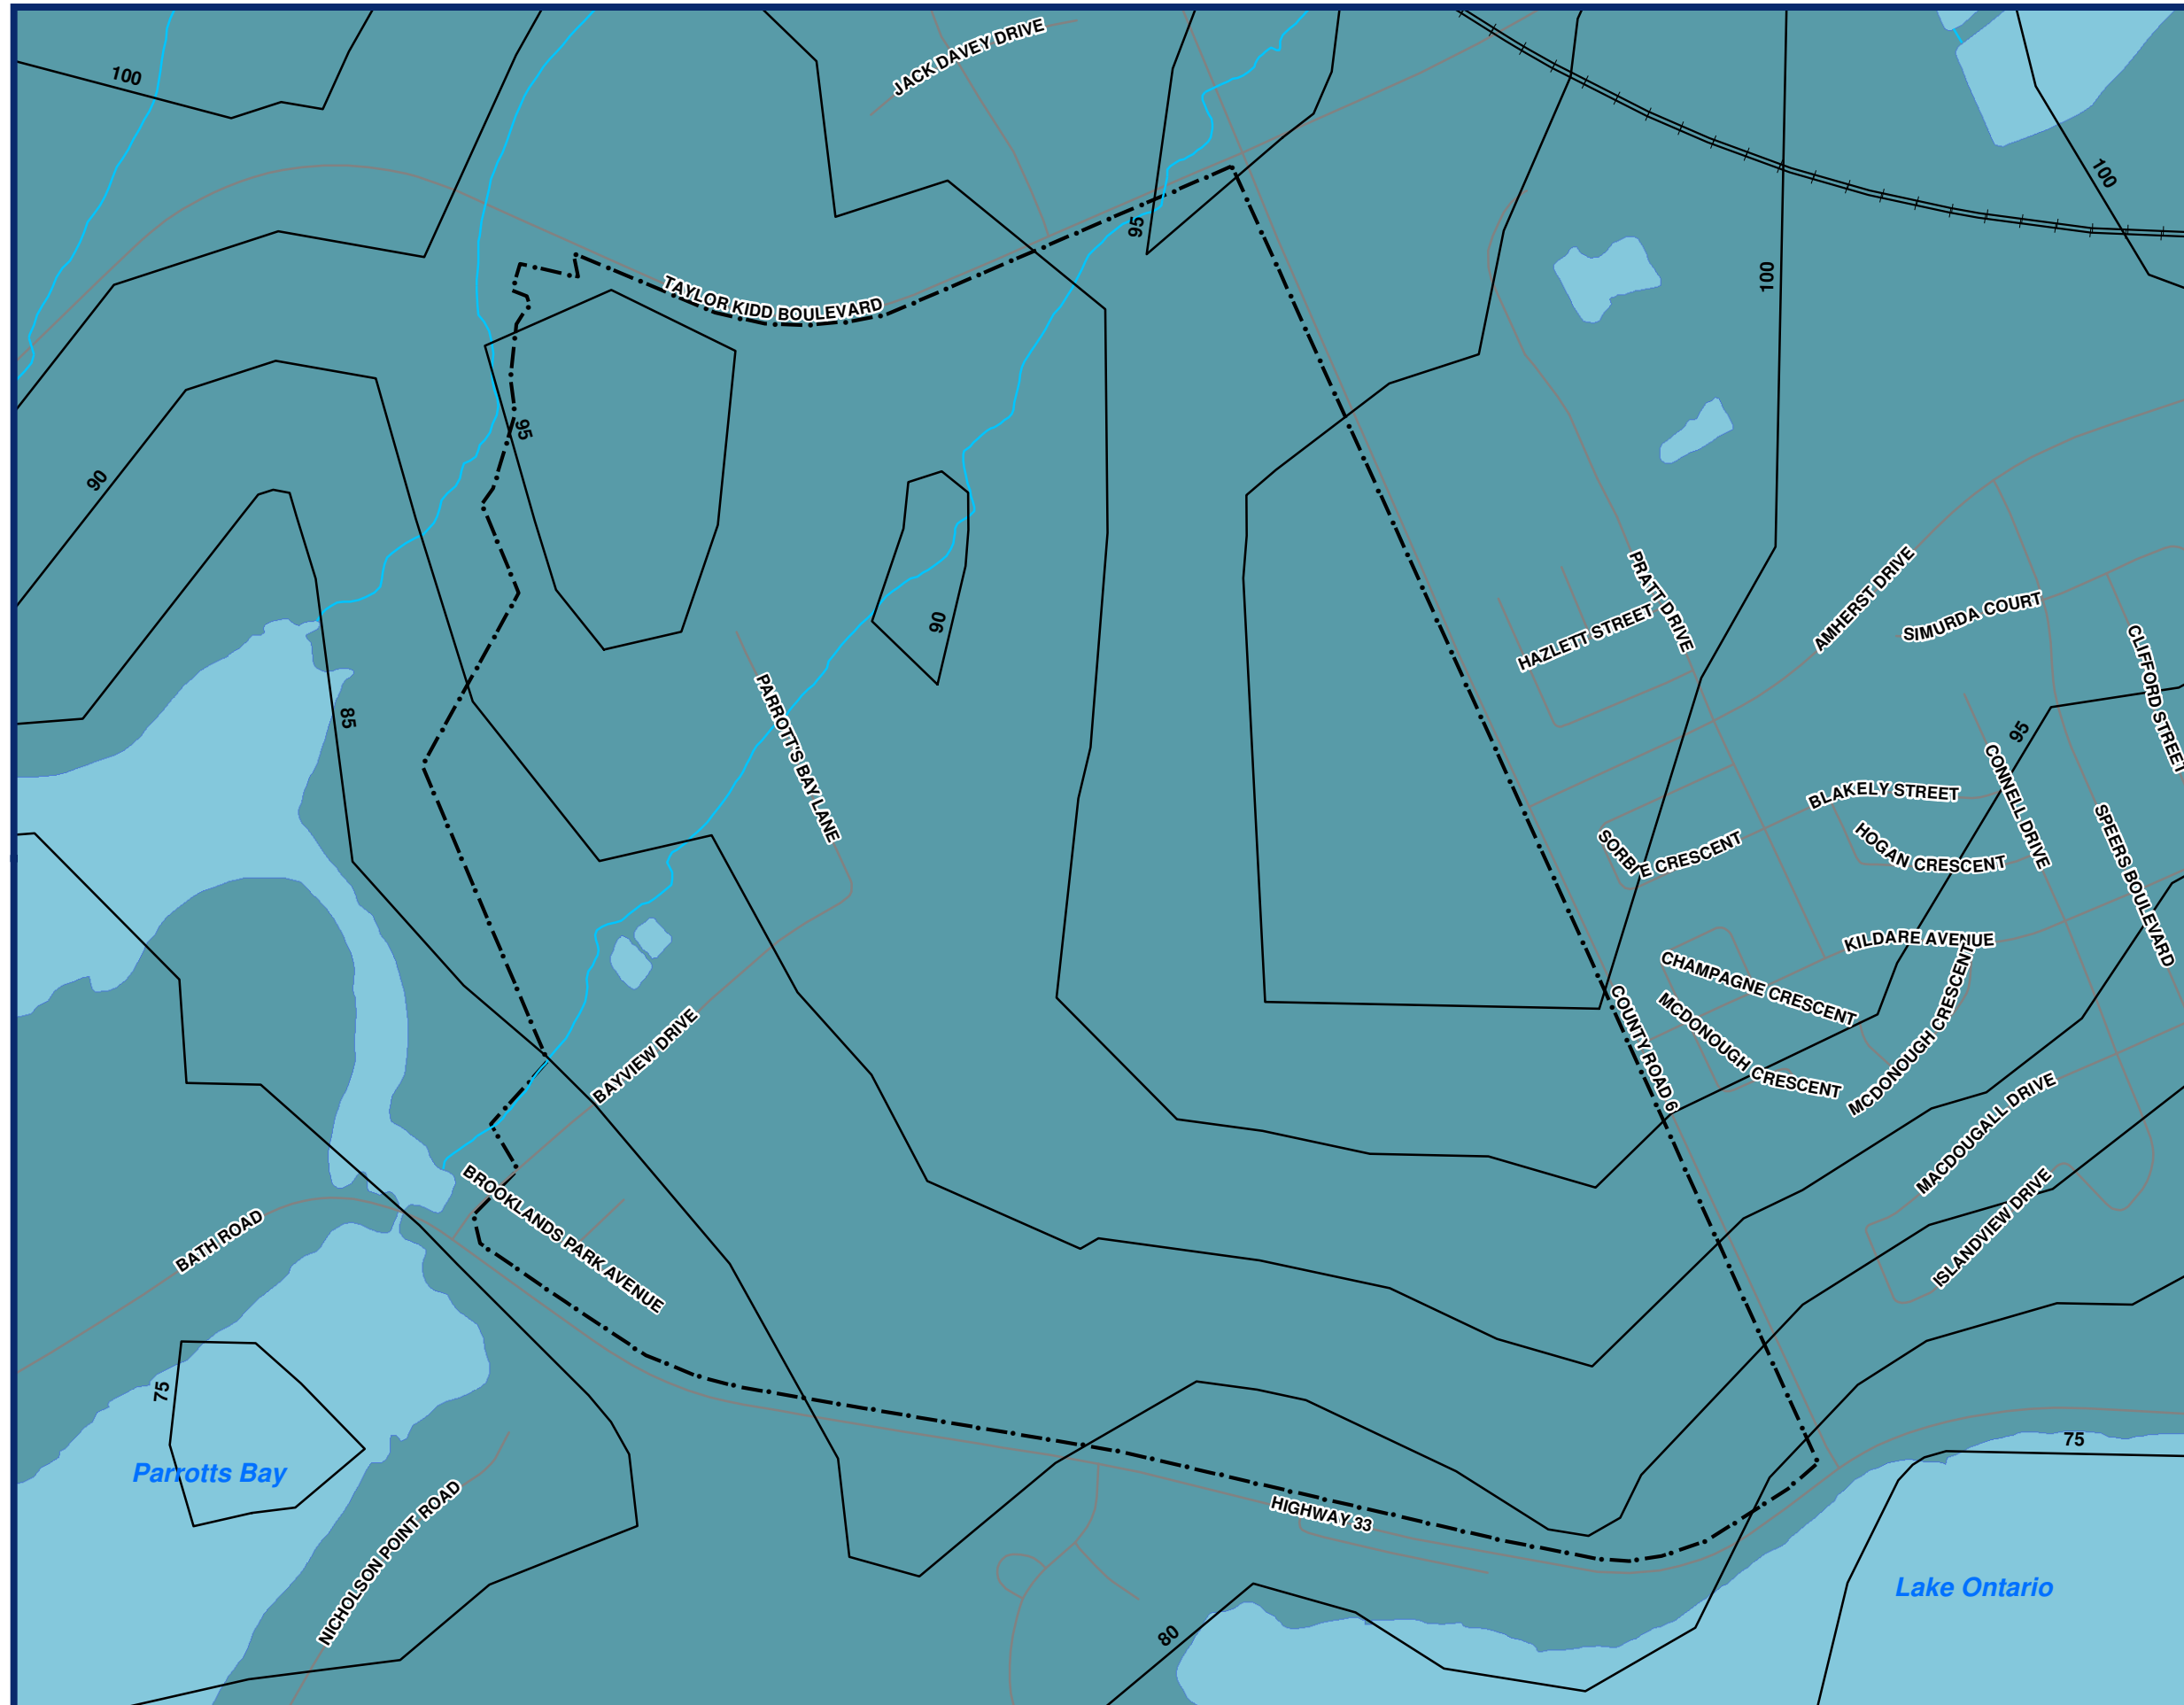 JACK DAVEY DRIVE
100
100
95
100
TAYLOR KIDD BOULEVARD
95
90
PRATT DRIVE
AMHERST DRIVE
HAZLETT STREET
SIMURDA COURT
90
CLIFFORD STREET
85
PARROTT'S BAY LANE
95
CONNELL DRIVE
BLAKELY STREET
SORBIE CRESCENT
HOGAN CRESCENT
SPEERS BOULEVARD
KILDARE AVENUE
CHAMPAGNE CRESCENT
MCDONOUGH CRESCENT
MCDONOUGH CRESCENT
COUNTY ROAD 6
BAYVIEW DRIVE
MACDOUGALL DRIVE
BROOKLANDS PARK AVENUE
ISLANDVIEW DRIVE
BATH ROAD
75
75
Parrotts Bay
NICHOLSON POINT ROAD
HIGHWAY 33
Lake Ontario
80